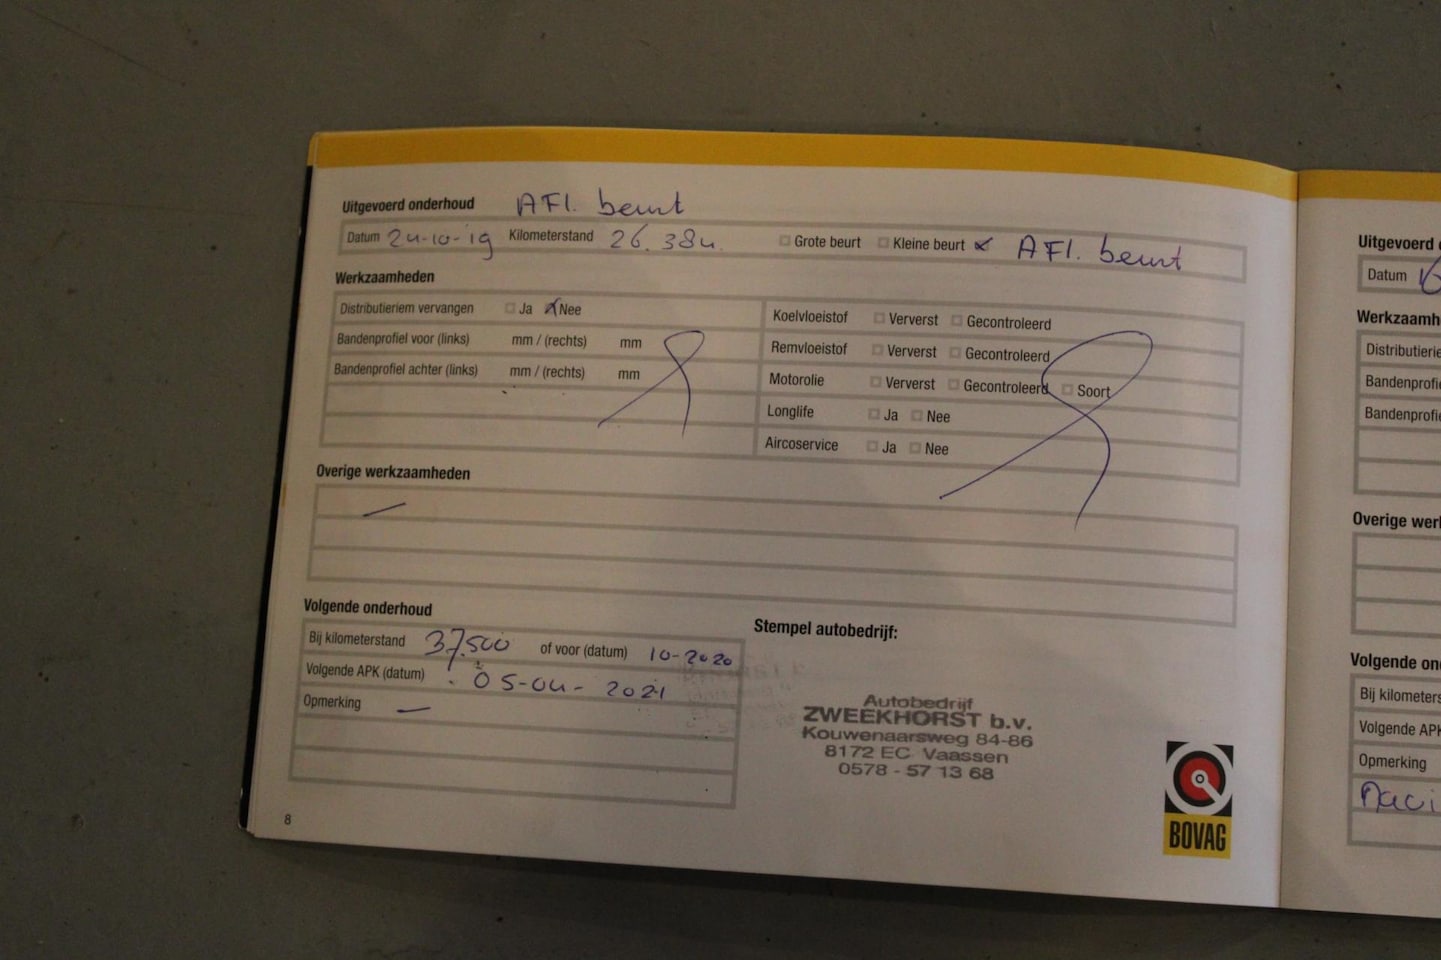 Uitgevoerd onderhoud AFl. beurt
Datum 24-10-19 Kilometerstand 26.384 Grote beurt Kleine beurt AFl. beurt
Werkzaamheden
Distributieriem vervangen Ja Nee
Bandenprofiel voor (links) mm / (rechts) mm
Bandenprofiel achter (links) mm / (rechts) mm
Koelvloeistof Ververst Gecontroleerd
Remvloeistof Ververst Gecontroleerd
Motorolie Ververst Gecontroleerd Soort
Longlife Ja Nee
Aircoservice Ja Nee
Overige werkzaamheden
Volgende onderhoud
Bij kilometerstand 37.500 of voor (datum) 10-2020
Volgende APK (datum) 05-04-2021
Opmerking
Stempel autobedrijf:
Autobedrijf
ZWEEKHORST b.v.
Kouwenaarsweg 84-86
8172 EC Vaassen
0578 - 57 13 68
BOVAG
8
Uitgevoerd
Datum
Werkzaamh
Distributierie
Bandenprofie
Bandenprofie
Overige werk
Volgende on
Bij kilometers
Volgende APK
Opmerking